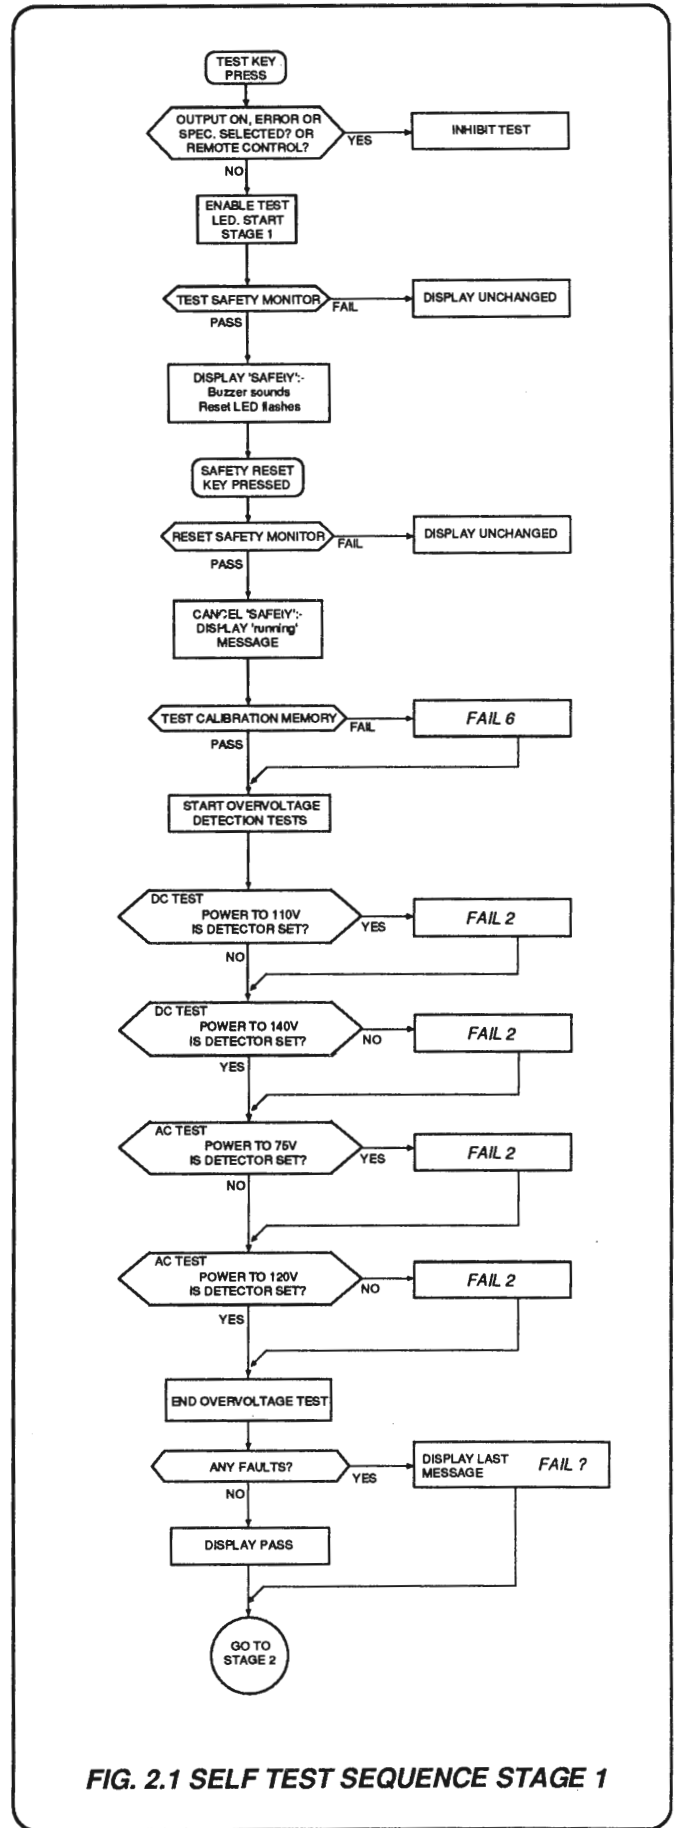 TEST KEY
PRESS
OUTPUT ON, ERROR OR
SPEC. SELECTED? OR
REMOTE CONTROL?
YES
INHIBIT TEST
NO
ENABLE TEST
LED. START
STAGE 1
TEST SAFETY MONITOR
FAIL
DISPLAY UNCHANGED
PASS
DISPLAY 'SAFEtY':-
Buzzer sounds
Reset LED flashes
SAFETY RESET
KEY PRESSED
RESET SAFETY MONITOR
FAIL
DISPLAY UNCHANGED
PASS
CANCEL 'SAFEtY':-
DISPLAY 'running'
MESSAGE
TEST CALIBRATION MEMORY
FAIL
FAIL 6
PASS
START OVERVOLTAGE
DETECTION TESTS
DC TEST
POWER TO 110V
IS DETECTOR SET?
YES
FAIL 2
NO
DC TEST
POWER TO 140V
IS DETECTOR SET?
NO
FAIL 2
YES
AC TEST
POWER TO 75V
IS DETECTOR SET?
YES
FAIL 2
NO
AC TEST
POWER TO 120V
IS DETECTOR SET?
NO
FAIL 2
YES
END OVERVOLTAGE TEST
ANY FAULTS?
YES
DISPLAY LAST
MESSAGE FAIL ?
NO
DISPLAY PASS
GO TO
STAGE 2
FIG. 2.1 SELF TEST SEQUENCE STAGE 1